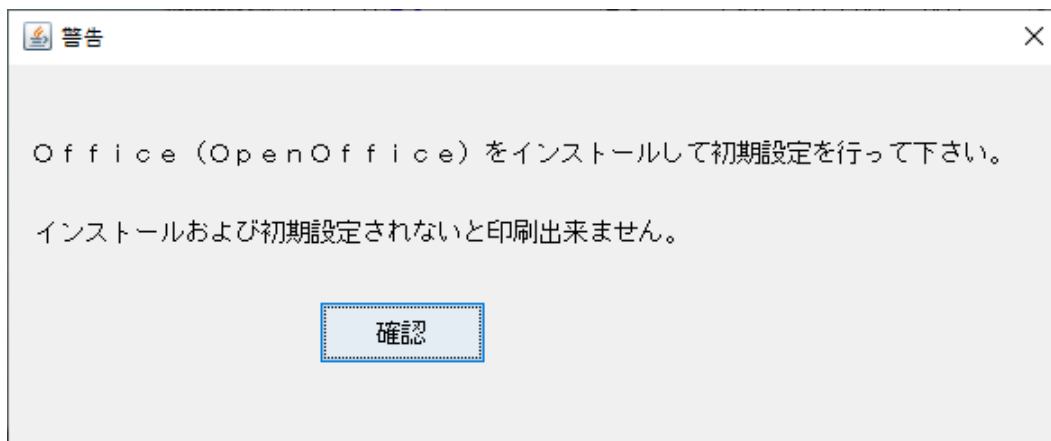 警告
Ｏｆｆｉｃｅ（ＯｐｅｎＯｆｆｉｃｅ）をインストールして初期設定を行って下さい。
インストールおよび初期設定されないと印刷出来ません。
確認